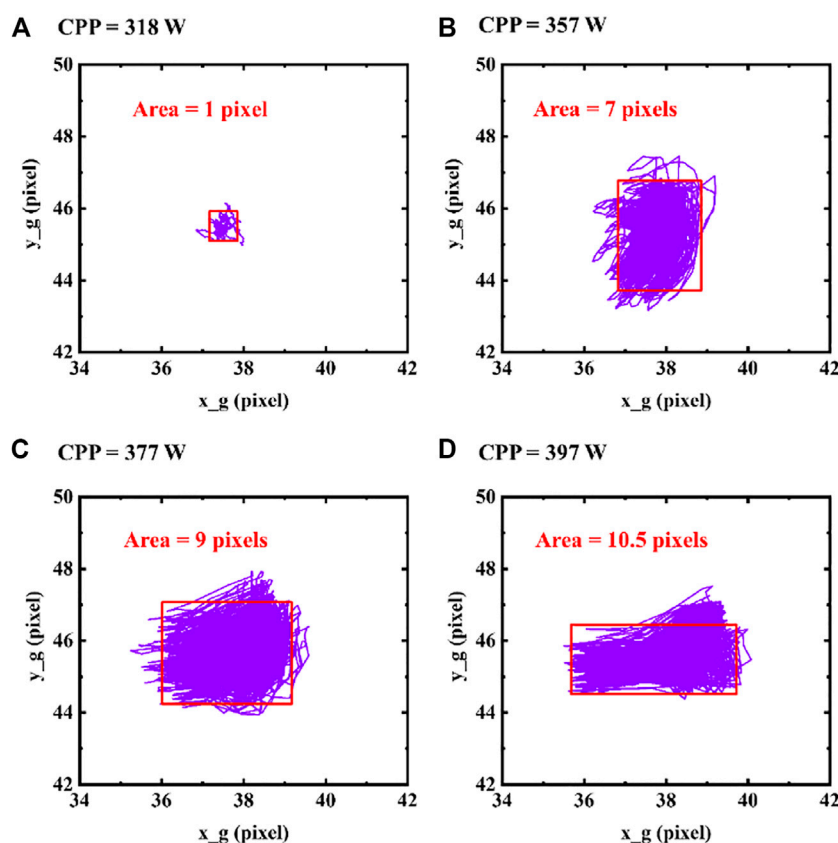 A CPP = 318 W
Area = 1 pixel
y_g (pixel)
50
48
46
44
42
34 36 38 40 42
x_g (pixel)
B CPP = 357 W
Area = 7 pixels
y_g (pixel)
50
48
46
44
42
34 36 38 40 42
x_g (pixel)
C CPP = 377 W
Area = 9 pixels
y_g (pixel)
50
48
46
44
42
34 36 38 40 42
x_g (pixel)
D CPP = 397 W
Area = 10.5 pixels
y_g (pixel)
50
48
46
44
42
34 36 38 40 42
x_g (pixel)